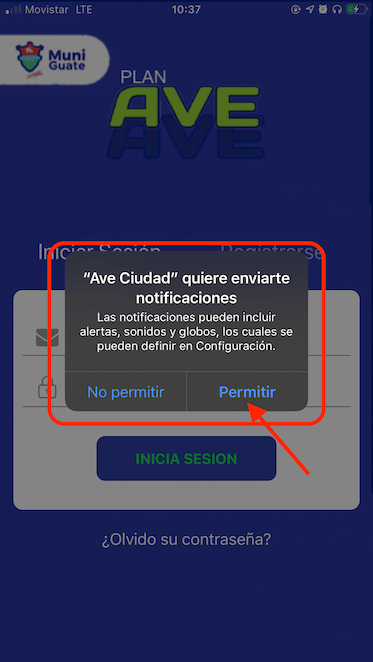 Movistar LTE 10:37
Muni
Guate
PLAN
AVE
AVE
Iniciar Sesión Registrarse
“Ave Ciudad” quiere enviarte
notificaciones
Las notificaciones pueden incluir
alertas, sonidos y globos, los cuales se
pueden definir en Configuración.
No permitir Permitir
INICIA SESION
¿Olvido su contraseña?